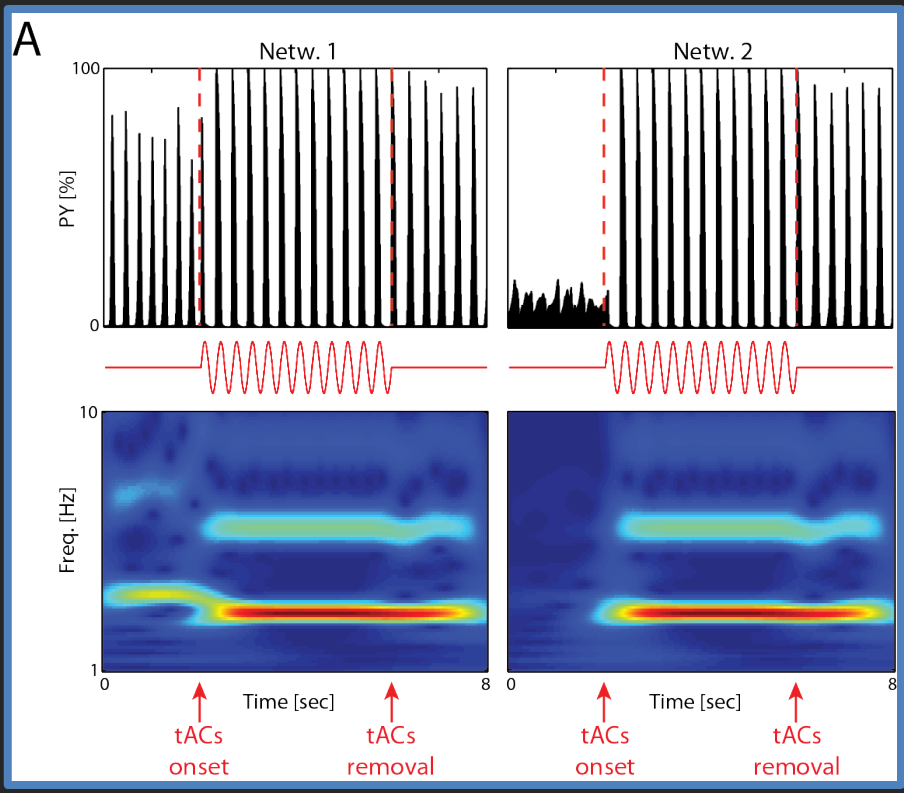 A
Netw. 1
Netw. 2
100
PY [%]
0
10
Freq. [Hz]
1
0
Time [sec]
8
0
Time [sec]
8
tACs
onset
tACs
removal
tACs
onset
tACs
removal